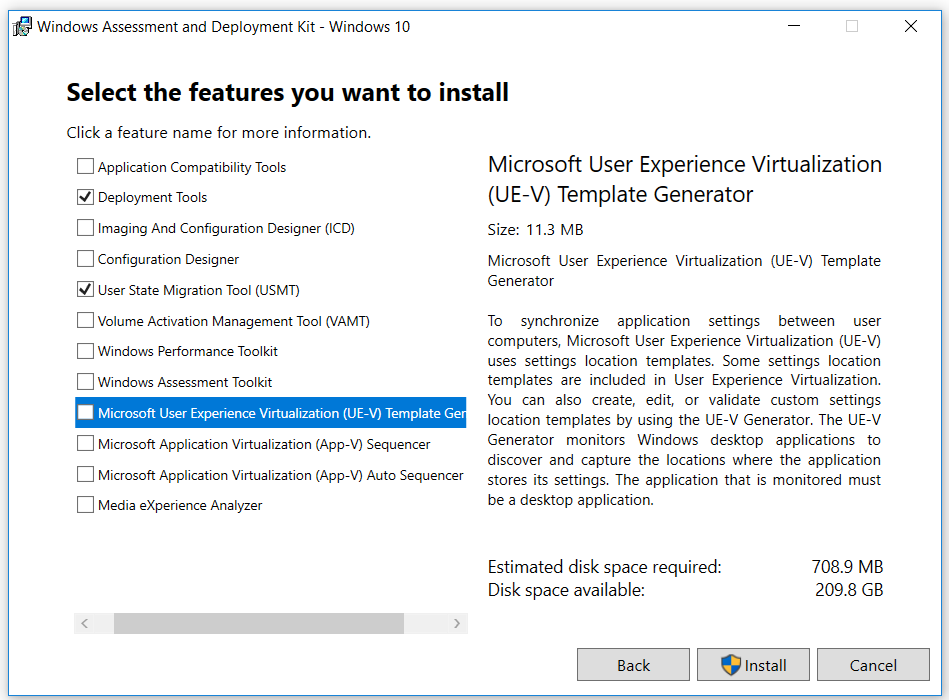 Windows Assessment and Deployment Kit - Windows 10
Select the features you want to install
Click a feature name for more information.
Application Compatibility Tools
Deployment Tools
Imaging And Configuration Designer (ICD)
Configuration Designer
User State Migration Tool (USMT)
Volume Activation Management Tool (VAMT)
Windows Performance Toolkit
Windows Assessment Toolkit
Microsoft User Experience Virtualization (UE-V) Template Ger
Microsoft Application Virtualization (App-V) Sequencer
Microsoft Application Virtualization (App-V) Auto Sequencer
Media eXperience Analyzer
Microsoft User Experience Virtualization
(UE-V) Template Generator
Size: 11.3 MB
Microsoft User Experience Virtualization (UE-V) Template
Generator
To synchronize application settings between user
computers, Microsoft User Experience Virtualization (UE-V)
uses settings location templates. Some settings location
templates are included in User Experience Virtualization.
You can also create, edit, or validate custom settings
location templates by using the UE-V Generator. The UE-V
Generator monitors Windows desktop applications to
discover and capture the locations where the application
stores its settings. The application that is monitored must
be a desktop application.
Estimated disk space required: 708.9 MB
Disk space available: 209.8 GB
Back Install Cancel